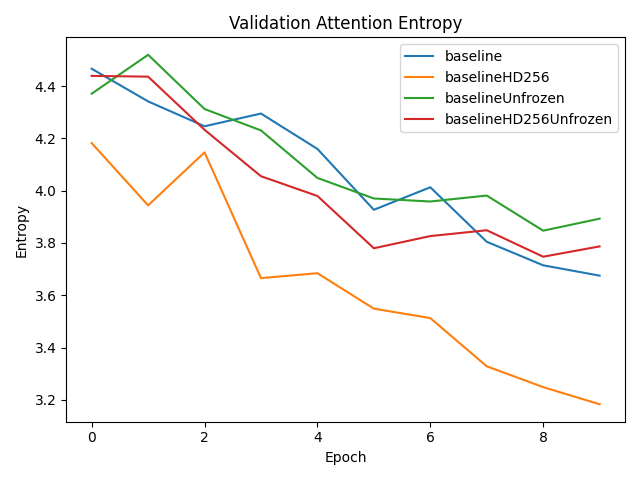 Validation Attention Entropy
baseline
baselineHD256
baselineUnfrozen
baselineHD256Unfrozen
Entropy
4.4
4.2
4.0
3.8
3.6
3.4
3.2
0 2 4 6 8
Epoch